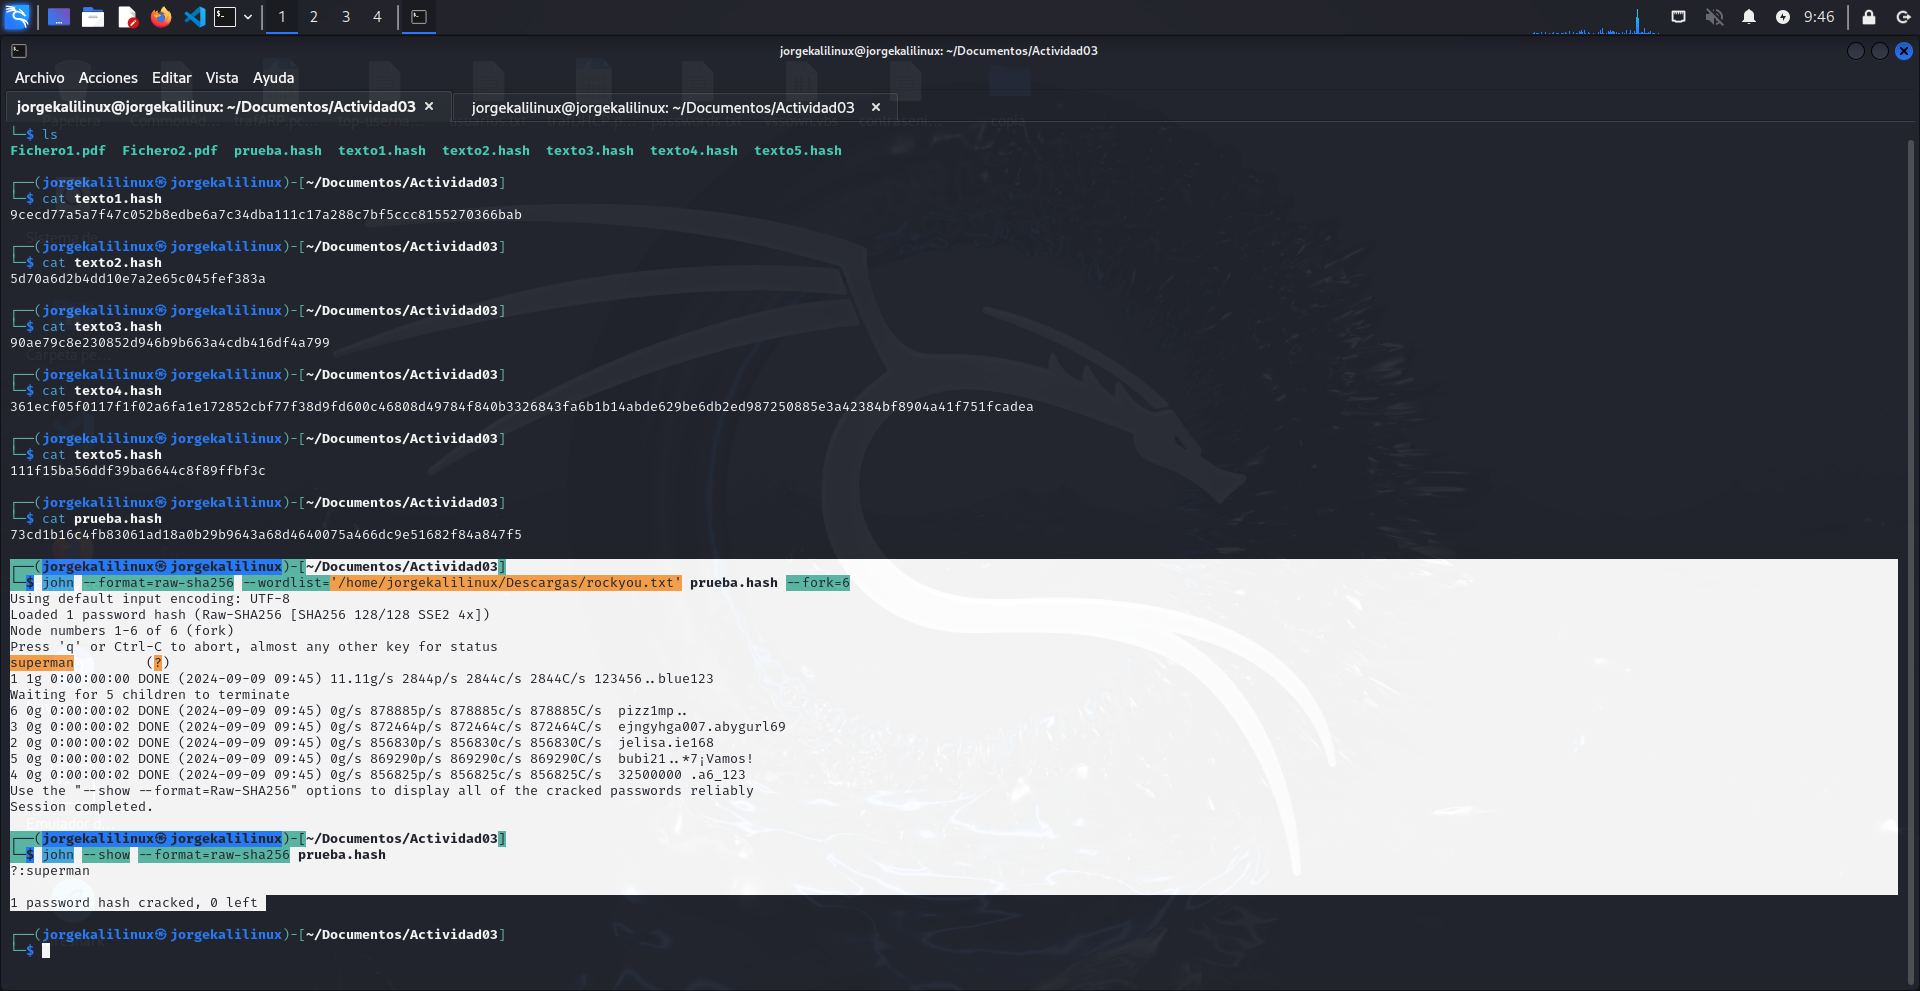 1 2 3 4 9:46
jorgekalilinux@jorgekalilinux: ~/Documentos/Actividad03
Archivo Acciones Editar Vista Ayuda
jorgekalilinux@jorgekalilinux: ~/Documentos/Actividad03 × jorgekalilinux@jorgekalilinux: ~/Documentos/Actividad03 ×
└─$ ls
Fichero1.pdf Fichero2.pdf prueba.hash texto1.hash texto2.hash texto3.hash texto4.hash texto5.hash
┌──(jorgekalilinux㉿jorgekalilinux)-[~/Documentos/Actividad03]
└─$ cat texto1.hash
9cecd77a5a7f47c052b8edbe6a7c34dba111c17a288c7bf5ccc8155270366bab
┌──(jorgekalilinux㉿jorgekalilinux)-[~/Documentos/Actividad03]
└─$ cat texto2.hash
5d70a6d2b4dd10e7a2e65c045fef383a
┌──(jorgekalilinux㉿jorgekalilinux)-[~/Documentos/Actividad03]
└─$ cat texto3.hash
90ae79c8e230852d946b9b663a4cdb416df4a799
┌──(jorgekalilinux㉿jorgekalilinux)-[~/Documentos/Actividad03]
└─$ cat texto4.hash
361ecf05f0117f1f02a6fa1e172852cbf77f38d9fd600c46808d49784f840b3326843fa6b1b14abde629be6db2ed987250885e3a42384bf8904a41f751fcadea
┌──(jorgekalilinux㉿jorgekalilinux)-[~/Documentos/Actividad03]
└─$ cat texto5.hash
111f15ba56ddf39ba6644c8f89ffbf3c
┌──(jorgekalilinux㉿jorgekalilinux)-[~/Documentos/Actividad03]
└─$ cat prueba.hash
73cd1b16c4fb83061ad18a0b29b9643a68d4640075a466dc9e51682f84a847f5
┌──(jorgekalilinux㉿jorgekalilinux)-[~/Documentos/Actividad03]
└─$ john --format=raw-sha256 --wordlist='/home/jorgekalilinux/Descargas/rockyou.txt' prueba.hash --fork=6
Using default input encoding: UTF-8
Loaded 1 password hash (Raw-SHA256 [SHA256 128/128 SSE2 4x])
Node numbers 1-6 of 6 (fork)
Press 'q' or Ctrl-C to abort, almost any other key for status
superman (?)
1 1g 0:00:00:00 DONE (2024-09-09 09:45) 11.11g/s 2844p/s 2844c/s 2844C/s 123456..blue123
Waiting for 5 children to terminate
6 0g 0:00:00:02 DONE (2024-09-09 09:45) 0g/s 878885p/s 878885c/s 878885C/s pizz1mp..
3 0g 0:00:00:02 DONE (2024-09-09 09:45) 0g/s 872464p/s 872464c/s 872464C/s ejngyhga007.abygurl69
2 0g 0:00:00:02 DONE (2024-09-09 09:45) 0g/s 856830p/s 856830c/s 856830C/s jelisa.ie168
5 0g 0:00:00:02 DONE (2024-09-09 09:45) 0g/s 869290p/s 869290c/s 869290C/s bubi21..*7¡Vamos!
4 0g 0:00:00:02 DONE (2024-09-09 09:45) 0g/s 856825p/s 856825c/s 856825C/s 32500000 .a6_123
Use the "--show --format=Raw-SHA256" options to display all of the cracked passwords reliably
Session completed.
┌──(jorgekalilinux㉿jorgekalilinux)-[~/Documentos/Actividad03]
└─$ john --show --format=raw-sha256 prueba.hash
?:superman
1 password hash cracked, 0 left
┌──(jorgekalilinux㉿jorgekalilinux)-[~/Documentos/Actividad03]
└─$